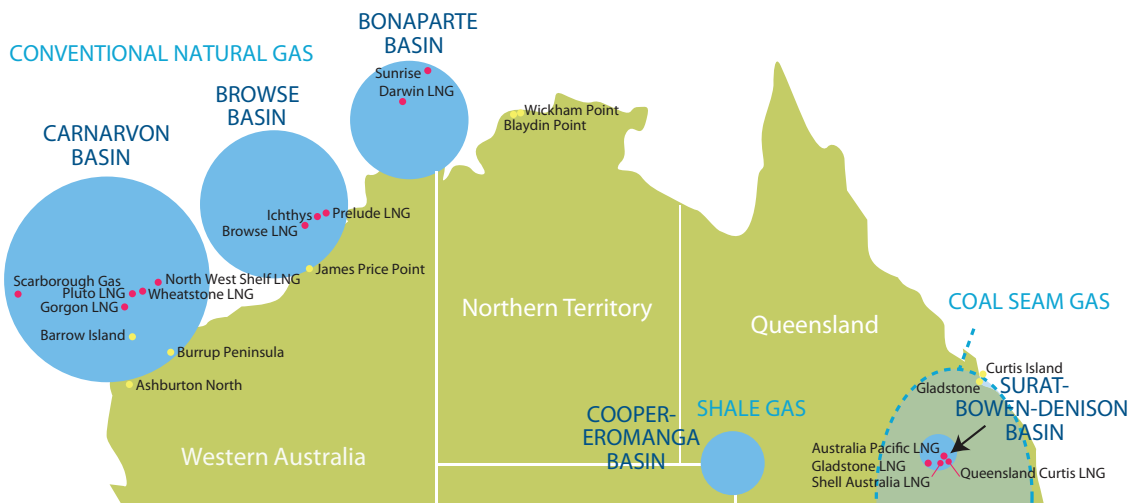 CONVENTIONAL NATURAL GAS
BONAPARTE
BASIN
Sunrise
Darwin LNG
BROWSE
BASIN
Ichthys
Prelude LNG
Browse LNG
James Price Point
CARNARVON
BASIN
Scarborough Gas
North West Shelf LNG
Pluto LNG
Wheatstone LNG
Gorgon LNG
Barrow Island
Burrup Peninsula
Ashburton North
Wickham Point
Blaydin Point
Western Australia
Northern Territory
Queensland
COOPER-
EROMANGA
BASIN
SHALE GAS
COAL SEAM GAS
Curtis Island
Gladstone
SURAT-
BOWEN-DENISON
BASIN
Australia Pacific LNG
Gladstone LNG
Shell Australia LNG
Queensland Curtis LNG